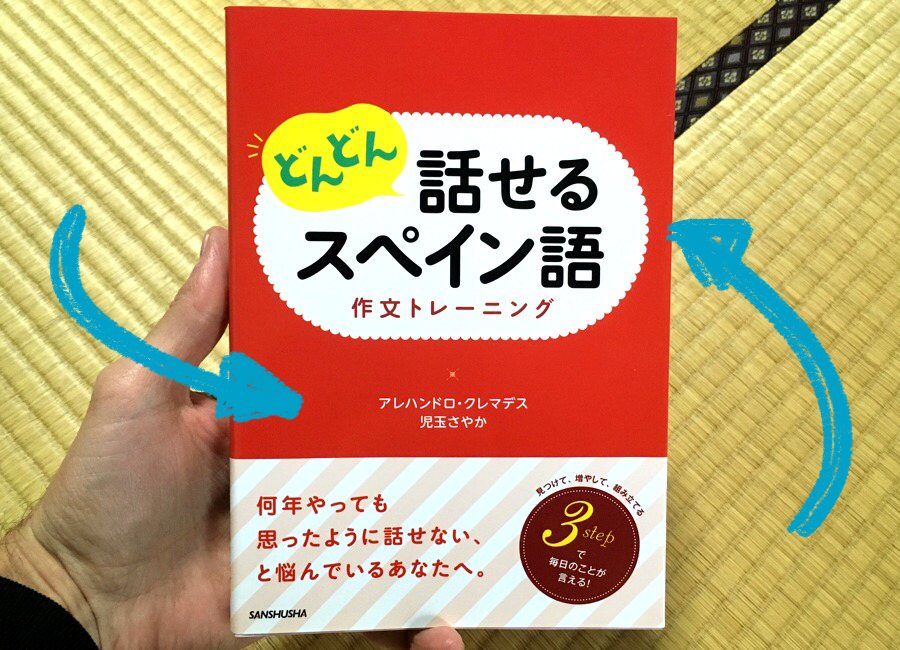 どんどん
話せる
スペイン語
作文トレーニング
アレハンドロ・クレマデス
児玉さやか
何年やっても
思ったように話せない、
と悩んでいるあなたへ。
見つけて、増やして、組み立てる
3 step
で
毎日のことが
言える!
SANSHUSHA